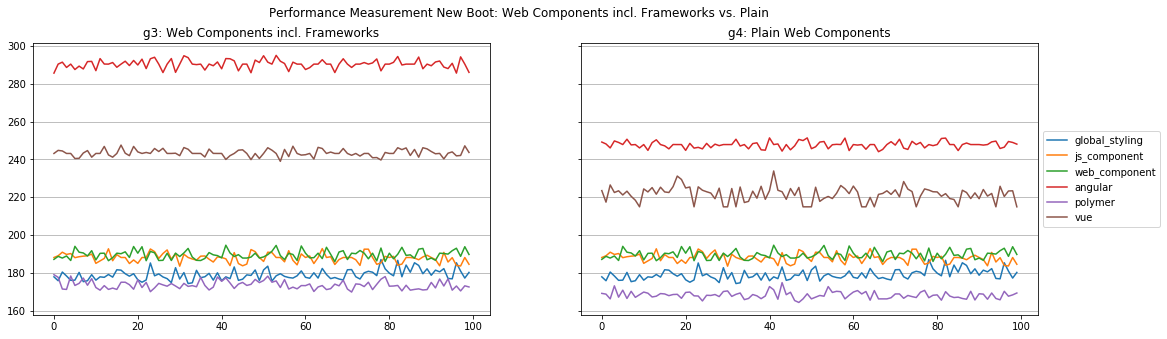 Performance Measurement New Boot: Web Components incl. Frameworks vs. Plain
g3: Web Components incl. Frameworks
g4: Plain Web Components
300
280
260
240
220
200
180
160
0
20
40
60
80
100
0
20
40
60
80
100
global_styling
js_component
web_component
angular
polymer
vue